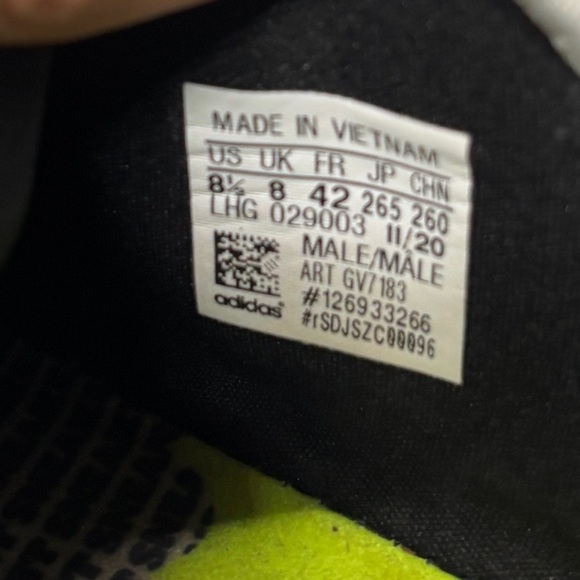 MADE IN VIETNAM
US UK FR JP CHN
8½ 8 42 265 260
LHG 029003 11/20
MALE/MÂLE
ART GV7183
#126933266
#rSDJSZC00096
adidas